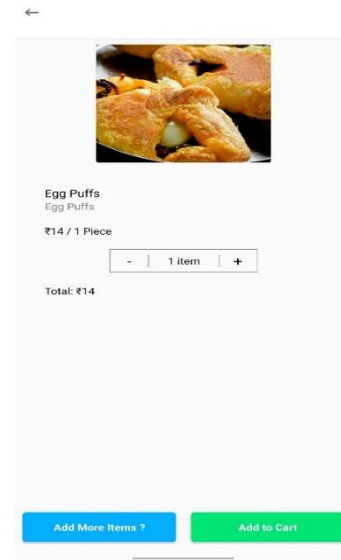 ←
Egg Puffs
Egg Puffs
₹14 / 1 Piece
- | 1 item | +
Total: ₹14
Add More Items ?
Add to Cart